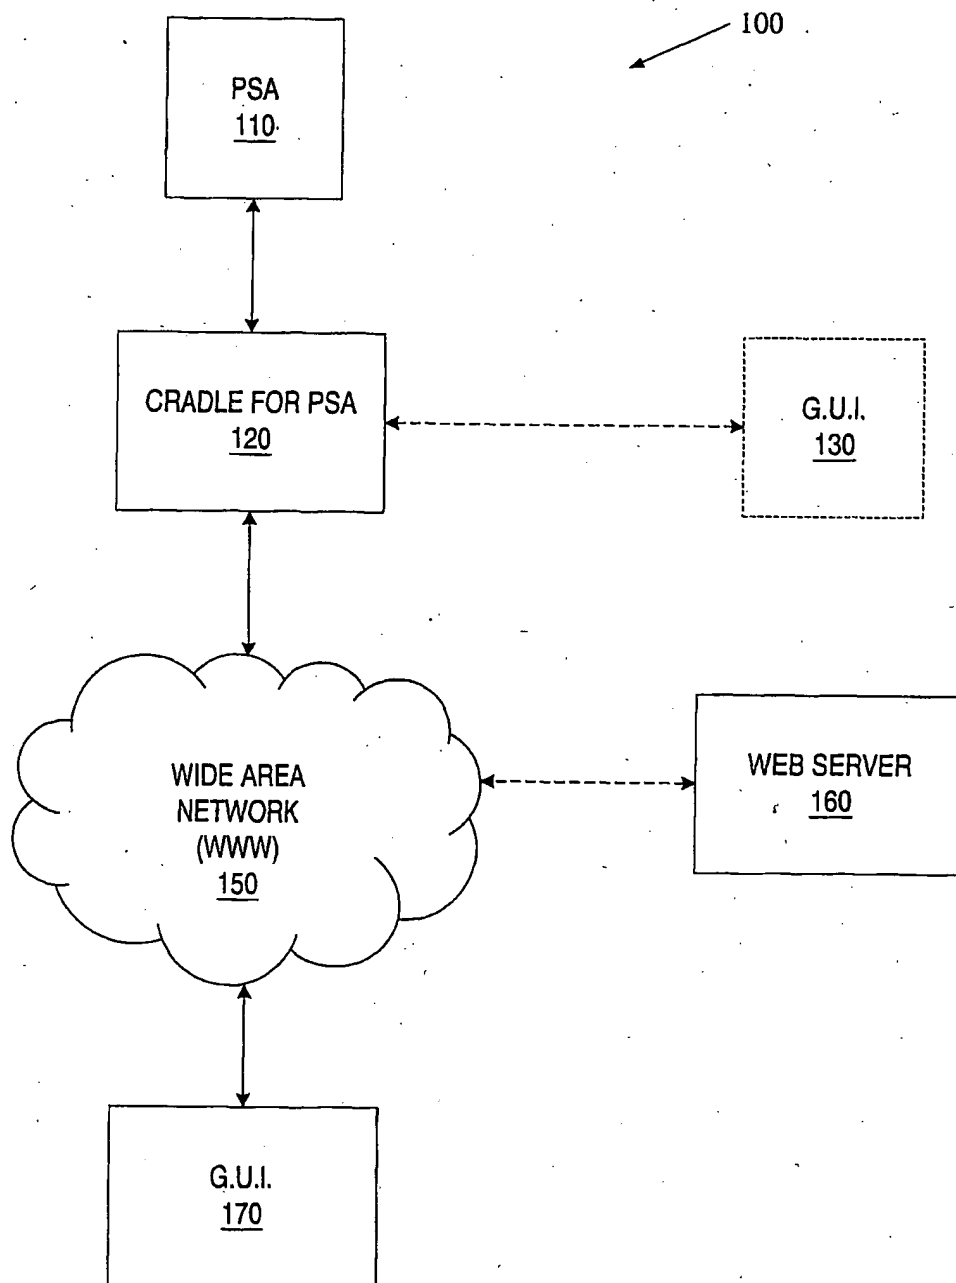 100
PSA
110
CRADLE FOR PSA
120
G.U.I.
130
WIDE AREA
NETWORK
(WWW)
150
WEB SERVER
160
G.U.I.
170